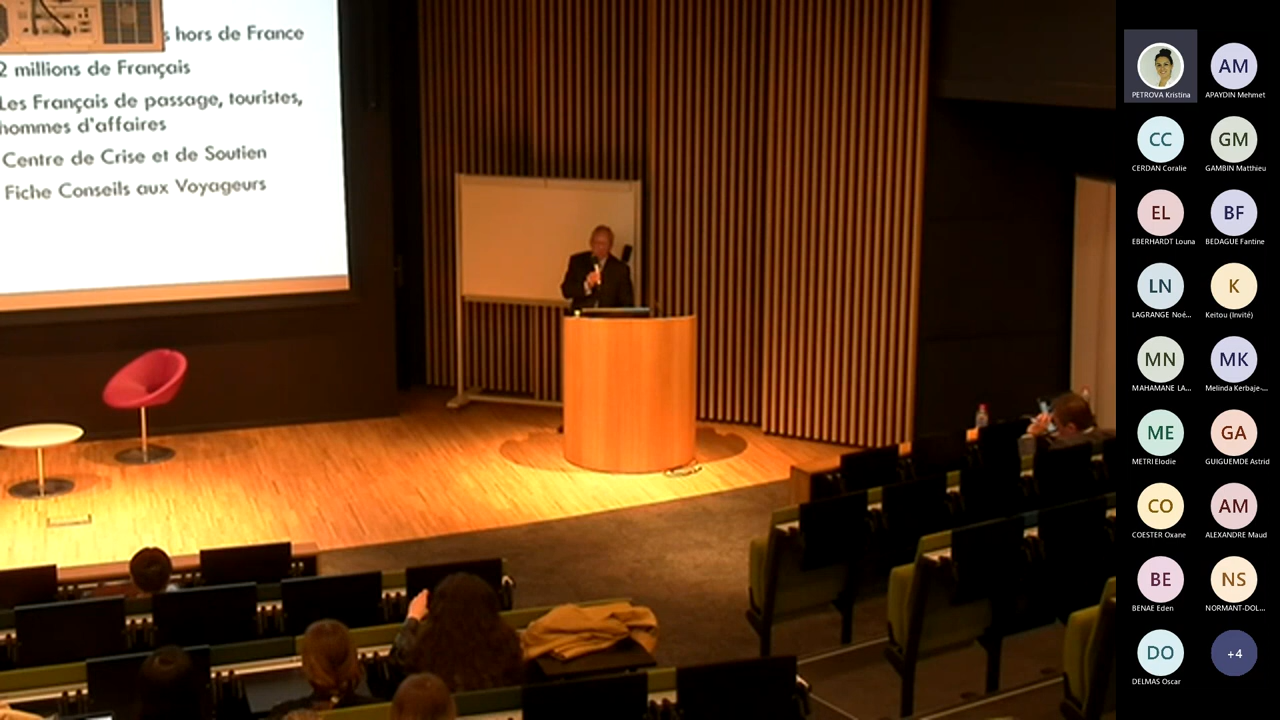 s hors de France
2 millions de Français
Les Français de passage, touristes,
hommes d'affaires
Centre de Crise et de Soutien
Fiche Conseils aux Voyageurs
PETROVA Kristina
AM
APAYDIN Mehmet
CC
CERDAN Coralie
GM
GAMBIN Matthieu
EL
EBERHARDT Louna
BF
BEDAGUE Fantine
LN
LAGRANGE Noé...
K
Keitou (Invité)
MN
MAHAMANE LA...
MK
Melinda Kerbaje-...
ME
METRI Elodie
GA
GUIGUEMDE Astrid
CO
COESTER Oxane
AM
ALEXANDRE Maud
BE
BENAE Eden
NS
NORMANT-DOL...
DO
DELMAS Oscar
+4